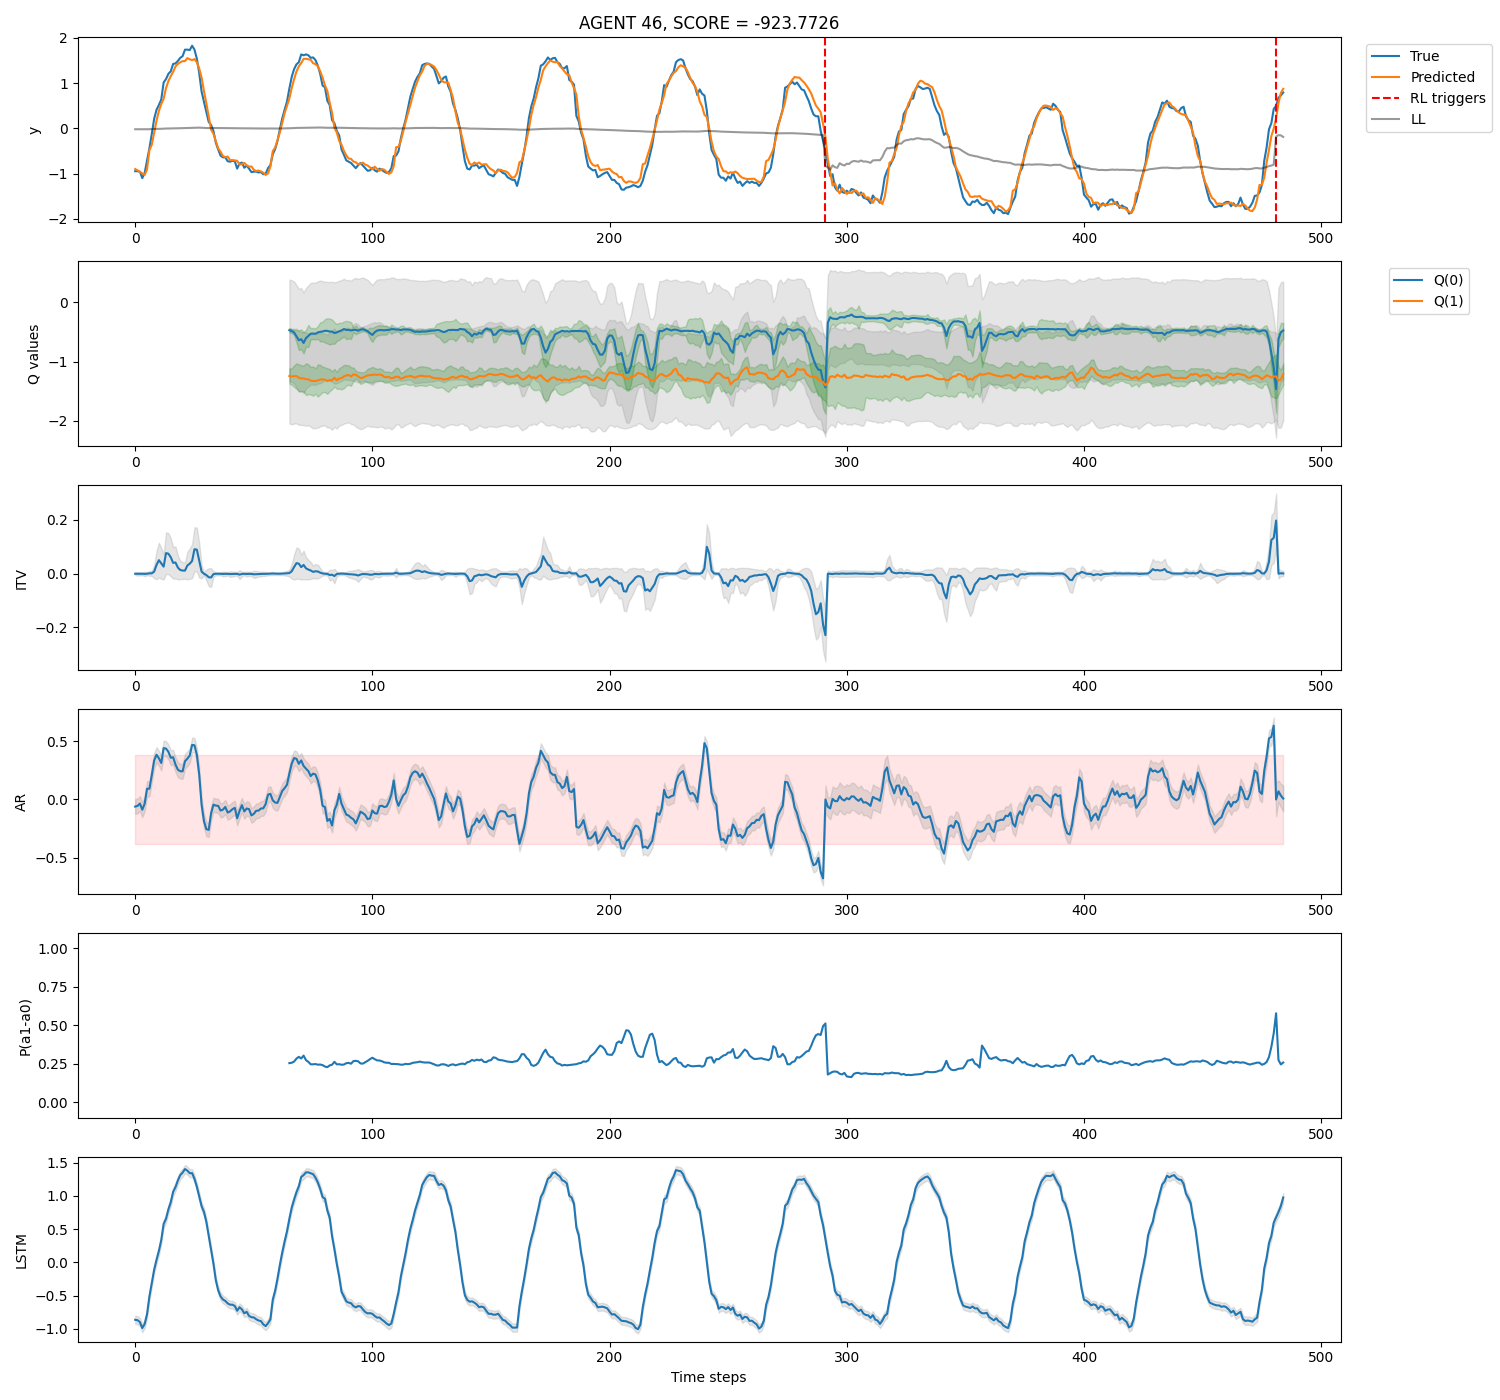 AGENT 46, SCORE = -923.7726
y
2
1
0
−1
−2
0 100 200 300 400 500
True
Predicted
RL triggers
LL
Q values
0
−1
−2
0 100 200 300 400 500
Q(0)
Q(1)
ITV
0.2
0.0
−0.2
0 100 200 300 400 500
AR
0.5
0.0
−0.5
0 100 200 300 400 500
P(a1-a0)
1.00
0.75
0.50
0.25
0.00
0 100 200 300 400 500
LSTM
1.5
1.0
0.5
0.0
−0.5
−1.0
0 100 200 300 400 500
Time steps